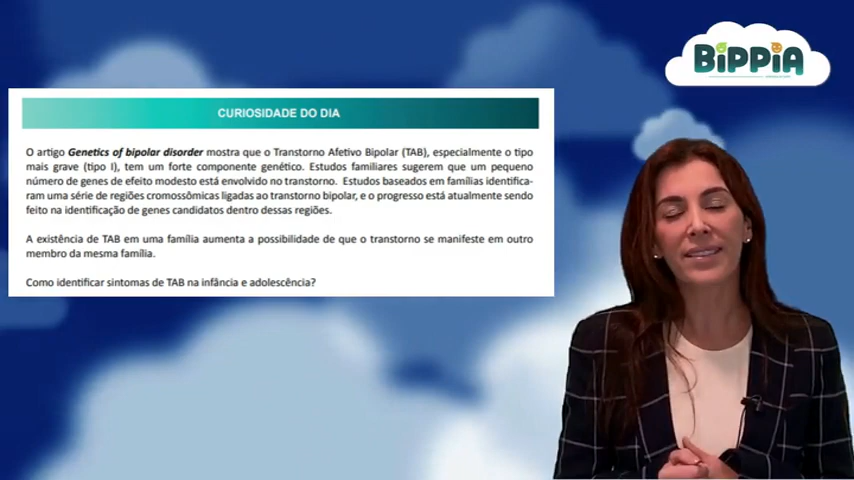 BiPPiA
CURIOSIDADE DO DIA
O artigo Genetics of bipolar disorder mostra que o Transtorno Afetivo Bipolar (TAB), especialmente o tipo
mais grave (tipo I), tem um forte componente genético. Estudos familiares sugerem que um pequeno
número de genes de efeito modesto está envolvido no transtorno. Estudos baseados em famílias identifica-
ram uma série de regiões cromossômicas ligadas ao transtorno bipolar, e o progresso está atualmente sendo
feito na identificação de genes candidatos dentro dessas regiões.
A existência de TAB em uma família aumenta a possibilidade de que o transtorno se manifeste em outro
membro da mesma família.
Como identificar sintomas de TAB na infância e adolescência?